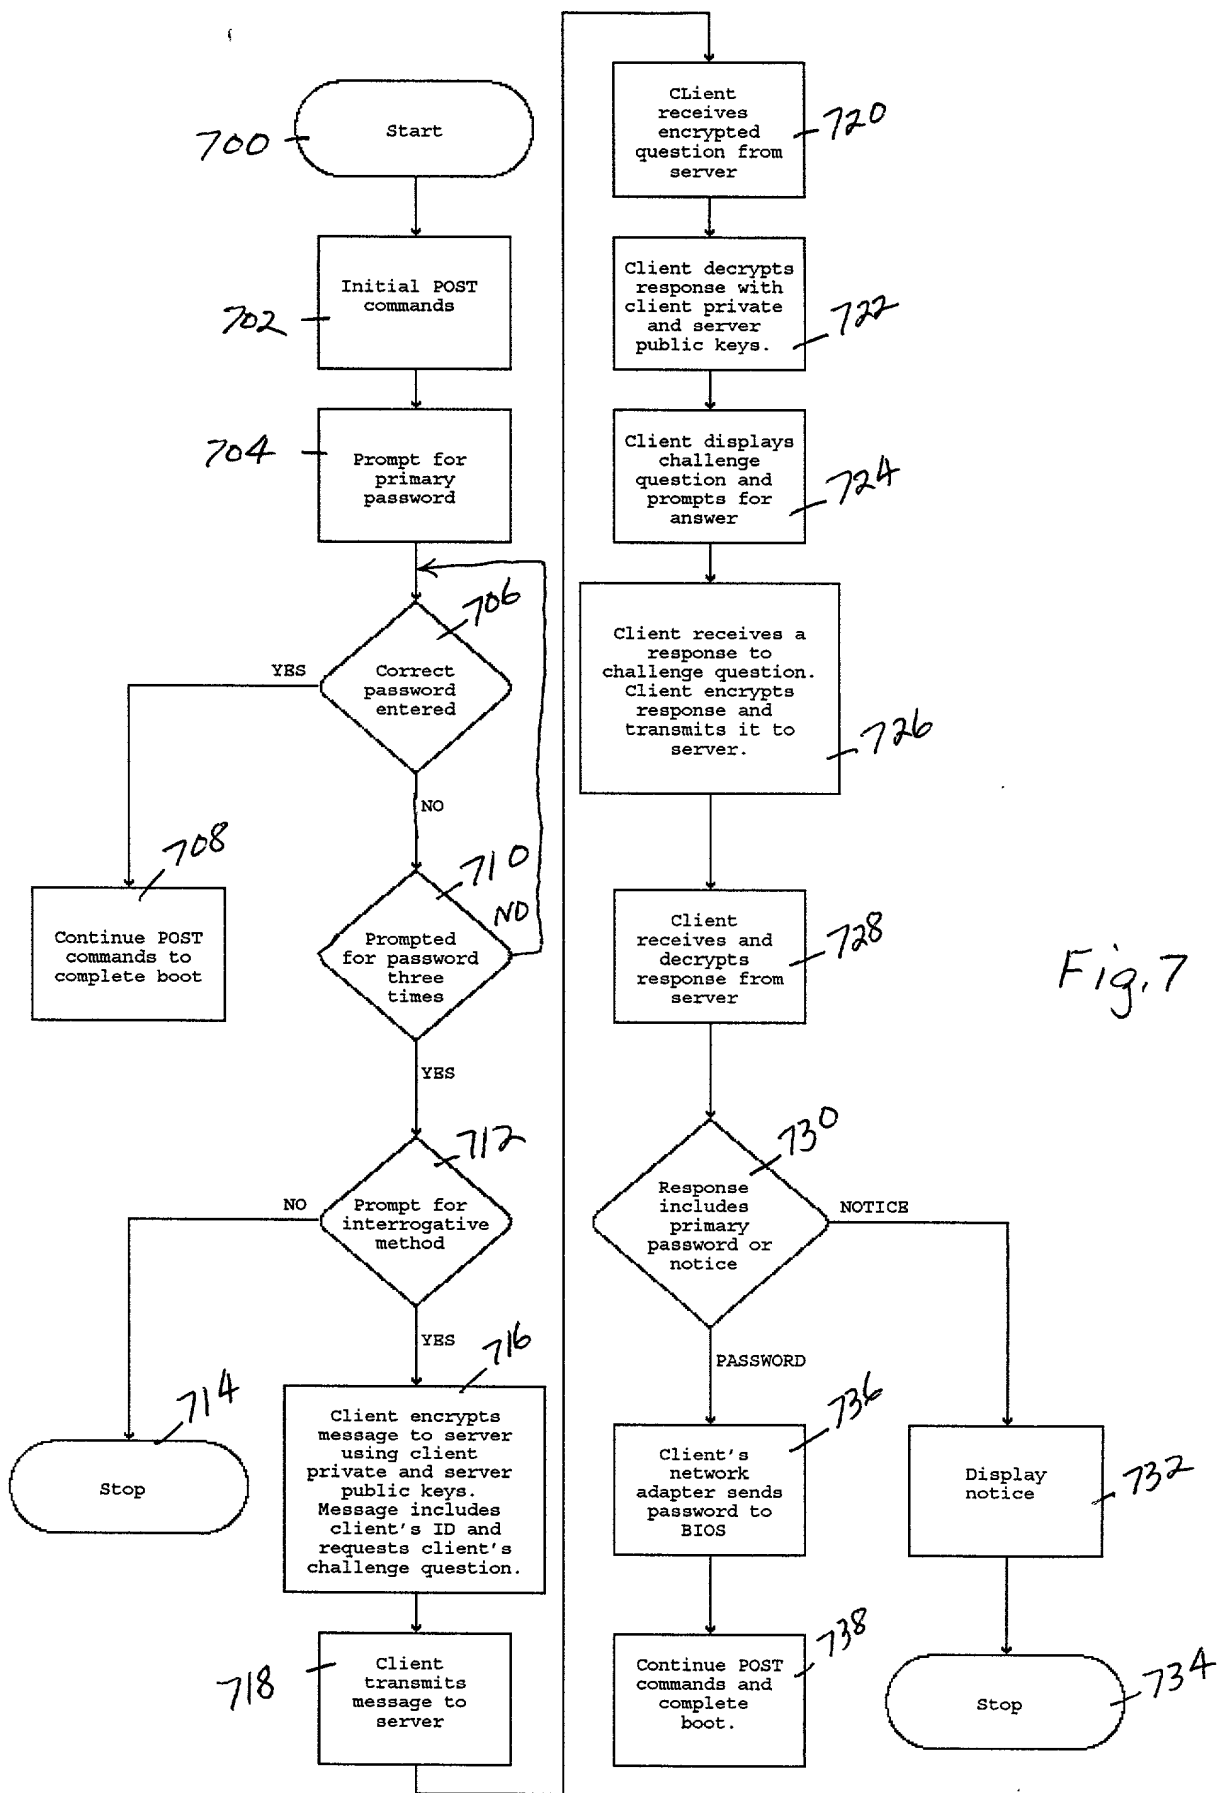 700
Start
702
Initial POST
commands
704
Prompt for
primary
password
706
Correct
password
entered
YES
NO
708
Continue POST
commands to
complete boot
710
Prompted
for password
three
times
NO
YES
712
Prompt for
interrogative
method
NO
YES
714
Stop
716
Client encrypts
message to server
using client
private and server
public keys.
Message includes
client's ID and
requests client's
challenge question.
718
Client
transmits
message to
server
720
CLient
receives
encrypted
question from
server
722
Client decrypts
response with
client private
and server
public keys.
724
Client displays
challenge
question and
prompts for
answer
726
Client receives a
response to
challenge question.
Client encrypts
response and
transmits it to
server.
728
Client
receives and
decrypts
response from
server
730
Response
includes
primary
password or
notice
NOTICE
PASSWORD
736
Client's
network
adapter sends
password to
BIOS
732
Display
notice
738
Continue POST
commands and
complete
boot.
734
Stop
Fig. 7